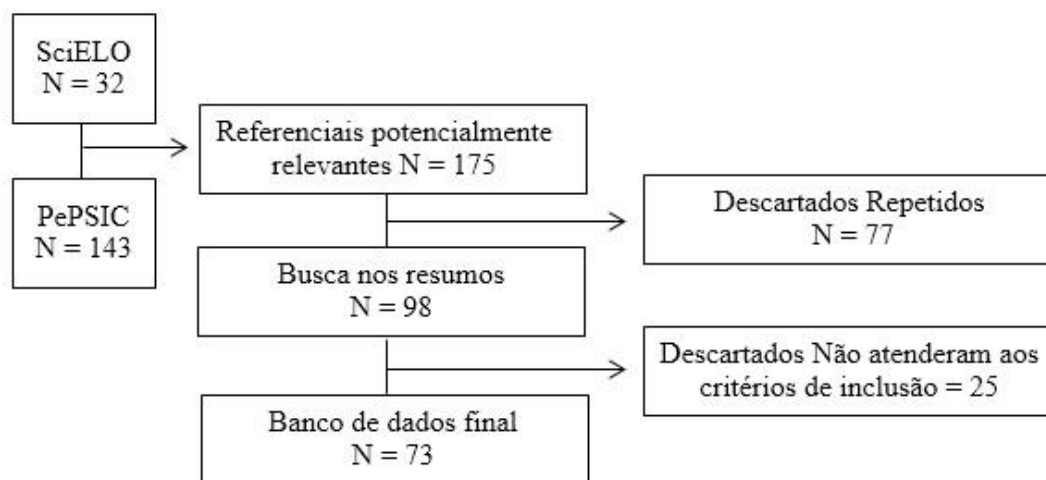 SciELO
N = 32
PePSIC
N = 143
Referenciais potencialmente
relevantes N = 175
Descartados Repetidos
N = 77
Busca nos resumos
N = 98
Descartados Não atenderam aos
critérios de inclusão = 25
Banco de dados final
N = 73